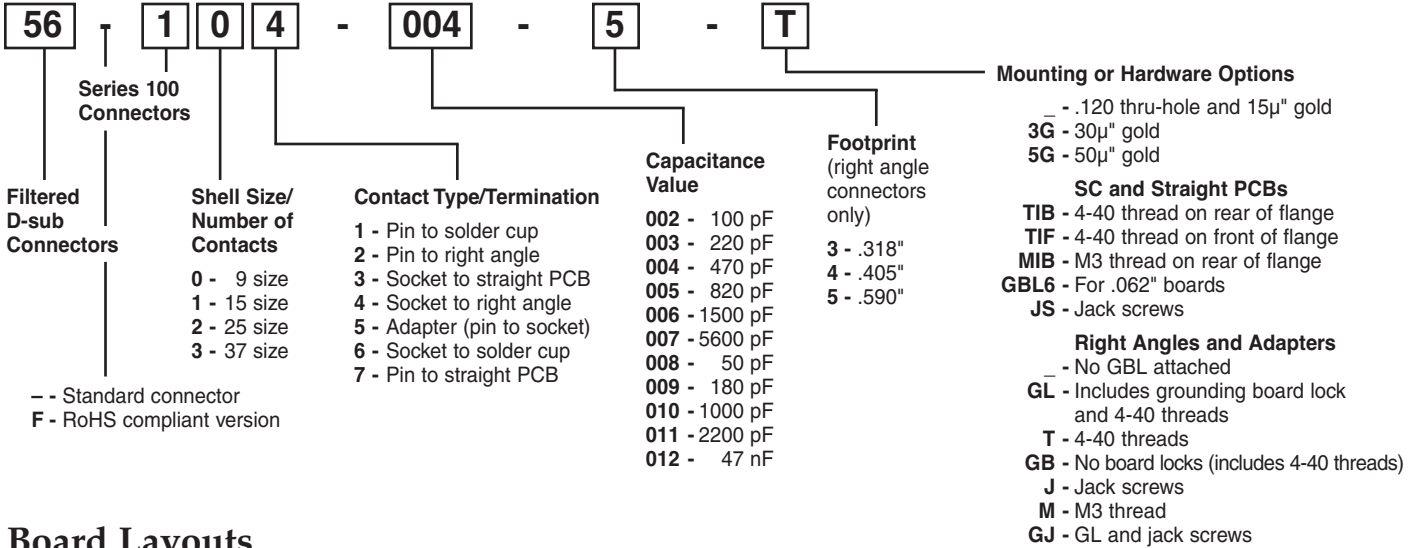 56 - 1 0 4 - 004 - 5 - T
Series 100
Connectors
Filtered
D-sub
Connectors
– - Standard connector
F - RoHS compliant version
Shell Size/
Number of
Contacts
0 - 9 size
1 - 15 size
2 - 25 size
3 - 37 size
Contact Type/Termination
1 - Pin to solder cup
2 - Pin to right angle
3 - Socket to straight PCB
4 - Socket to right angle
5 - Adapter (pin to socket)
6 - Socket to solder cup
7 - Pin to straight PCB
Capacitance
Value
002 - 100 pF
003 - 220 pF
004 - 470 pF
005 - 820 pF
006 - 1500 pF
007 - 5600 pF
008 - 50 pF
009 - 180 pF
010 - 1000 pF
011 - 2200 pF
012 - 47 nF
Footprint
(right angle
connectors
only)
3 - .318"
4 - .405"
5 - .590"
Mounting or Hardware Options
_ - .120 thru-hole and 15µ" gold
3G - 30µ" gold
5G - 50µ" gold
SC and Straight PCBs
TIB - 4-40 thread on rear of flange
TIF - 4-40 thread on front of flange
MIB - M3 thread on rear of flange
GBL6 - For .062" boards
JS - Jack screws
Right Angles and Adapters
_ - No GBL attached
GL - Includes grounding board lock
and 4-40 threads
T - 4-40 threads
GB - No board locks (includes 4-40 threads)
J - Jack screws
M - M3 thread
GJ - GL and jack screws
Board Layouts